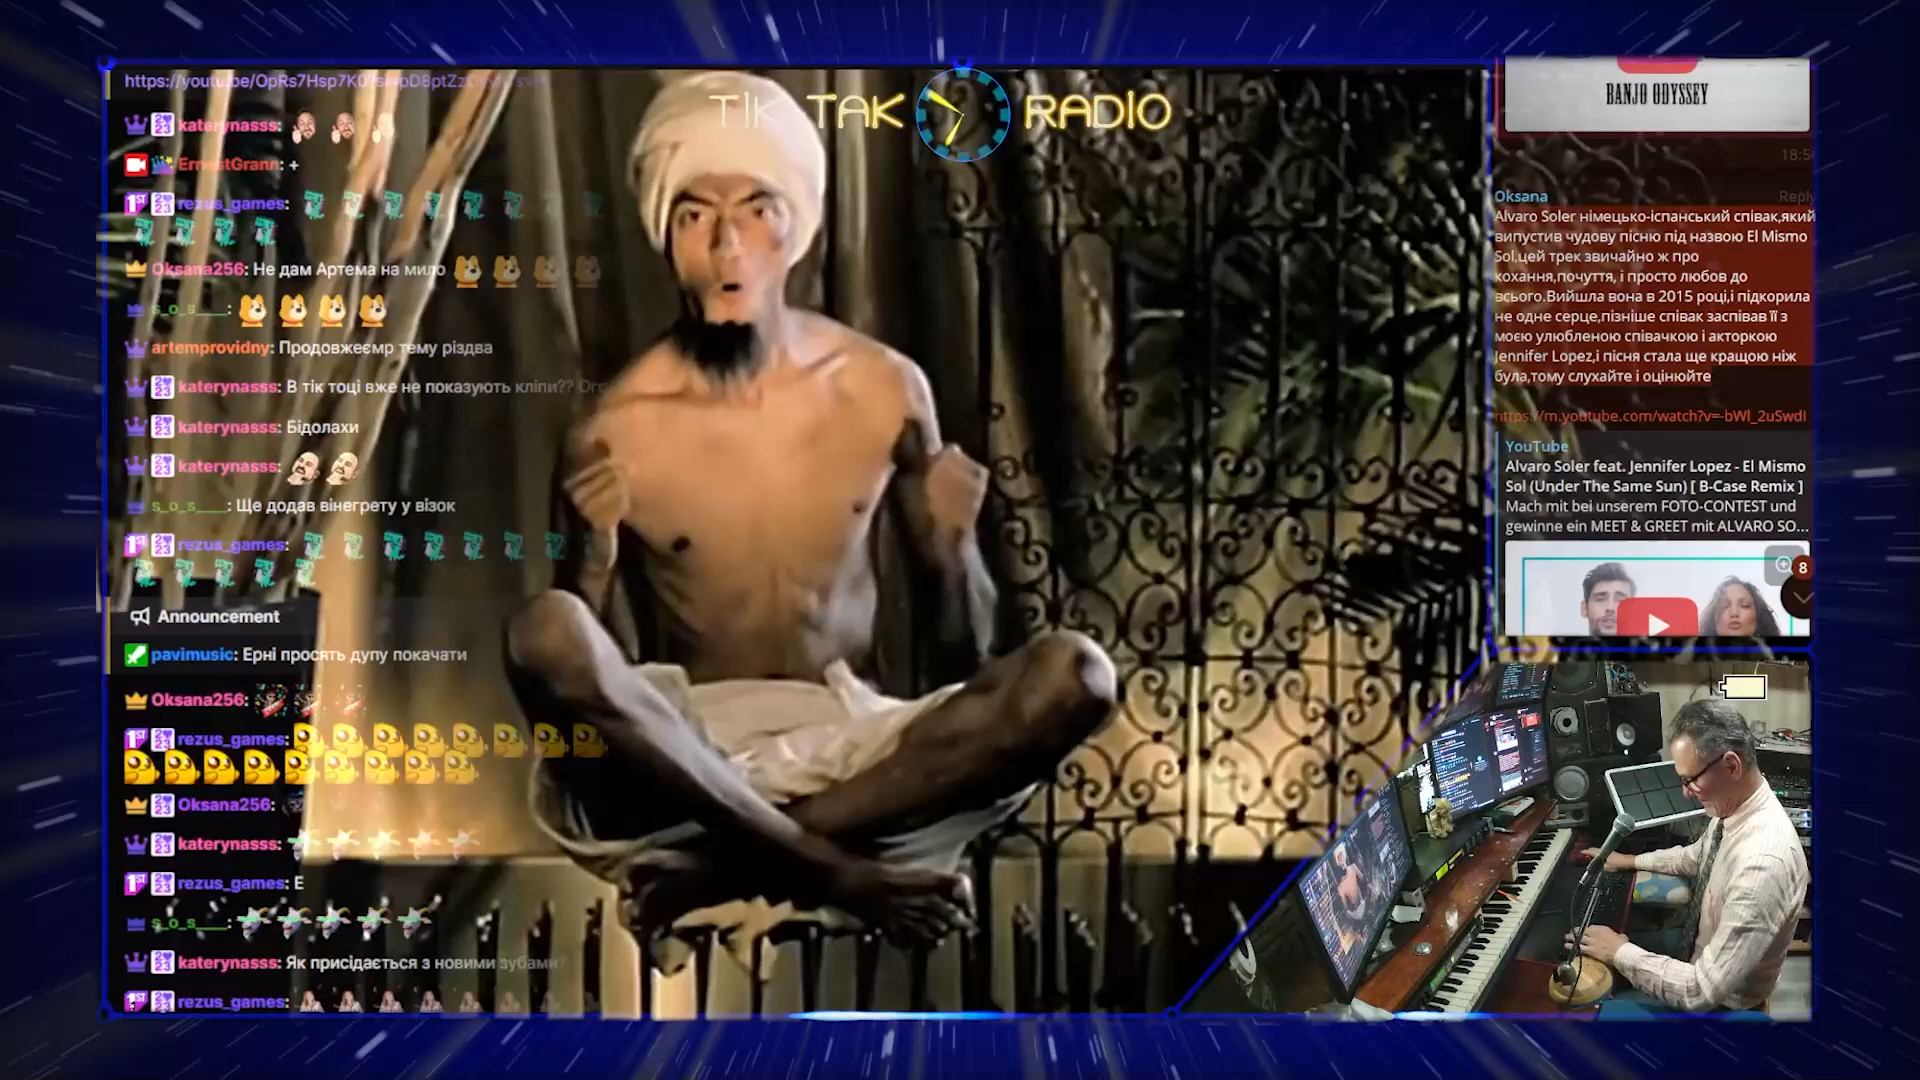 https://youtu.be/OpRs7Hsp7K0
TIK TAK RADIO
katerynasss:
ErnestGrann: +
rezus_games:
Oksana256: Не дам Артема на мило
s_o_s___:
artemprovidny: Продовжеємр тему різдва
katerynasss: В тік тоці вже не показують кліпи??
katerynasss: Бідолахи
katerynasss:
s_o_s___: Ще додав вінегрету у візок
rezus_games:
Announcement
pavimusic: Ерні просять дупу покачати
Oksana256:
rezus_games:
Oksana256:
katerynasss:
rezus_games: Е
s_o_s___:
katerynasss: Як присідається з новими зубами?
rezus_games:
BANJO ODYSSEY
Oksana
Reply
Alvaro Soler німецько-іспанський співак,який
випустив чудову пісню під назвою El Mismo
Sol,цей трек звичайно ж про
кохання,почуття, і просто любов до
всього.Вийшла вона в 2015 році,і підкорила
не одне серце,пізніше співак заспівав її з
моєю улюбленою співачкою і акторкою
Jennifer Lopez,і пісня стала ще кращою ніж
була,тому слухайте і оцінюйте
https://m.youtube.com/watch?v=-bWl_2uSwdI
YouTube
Alvaro Soler feat. Jennifer Lopez - El Mismo
Sol (Under The Same Sun) [ B-Case Remix ]
Mach mit bei unserem FOTO-CONTEST und
gewinne ein MEET & GREET mit ALVARO SO...
8